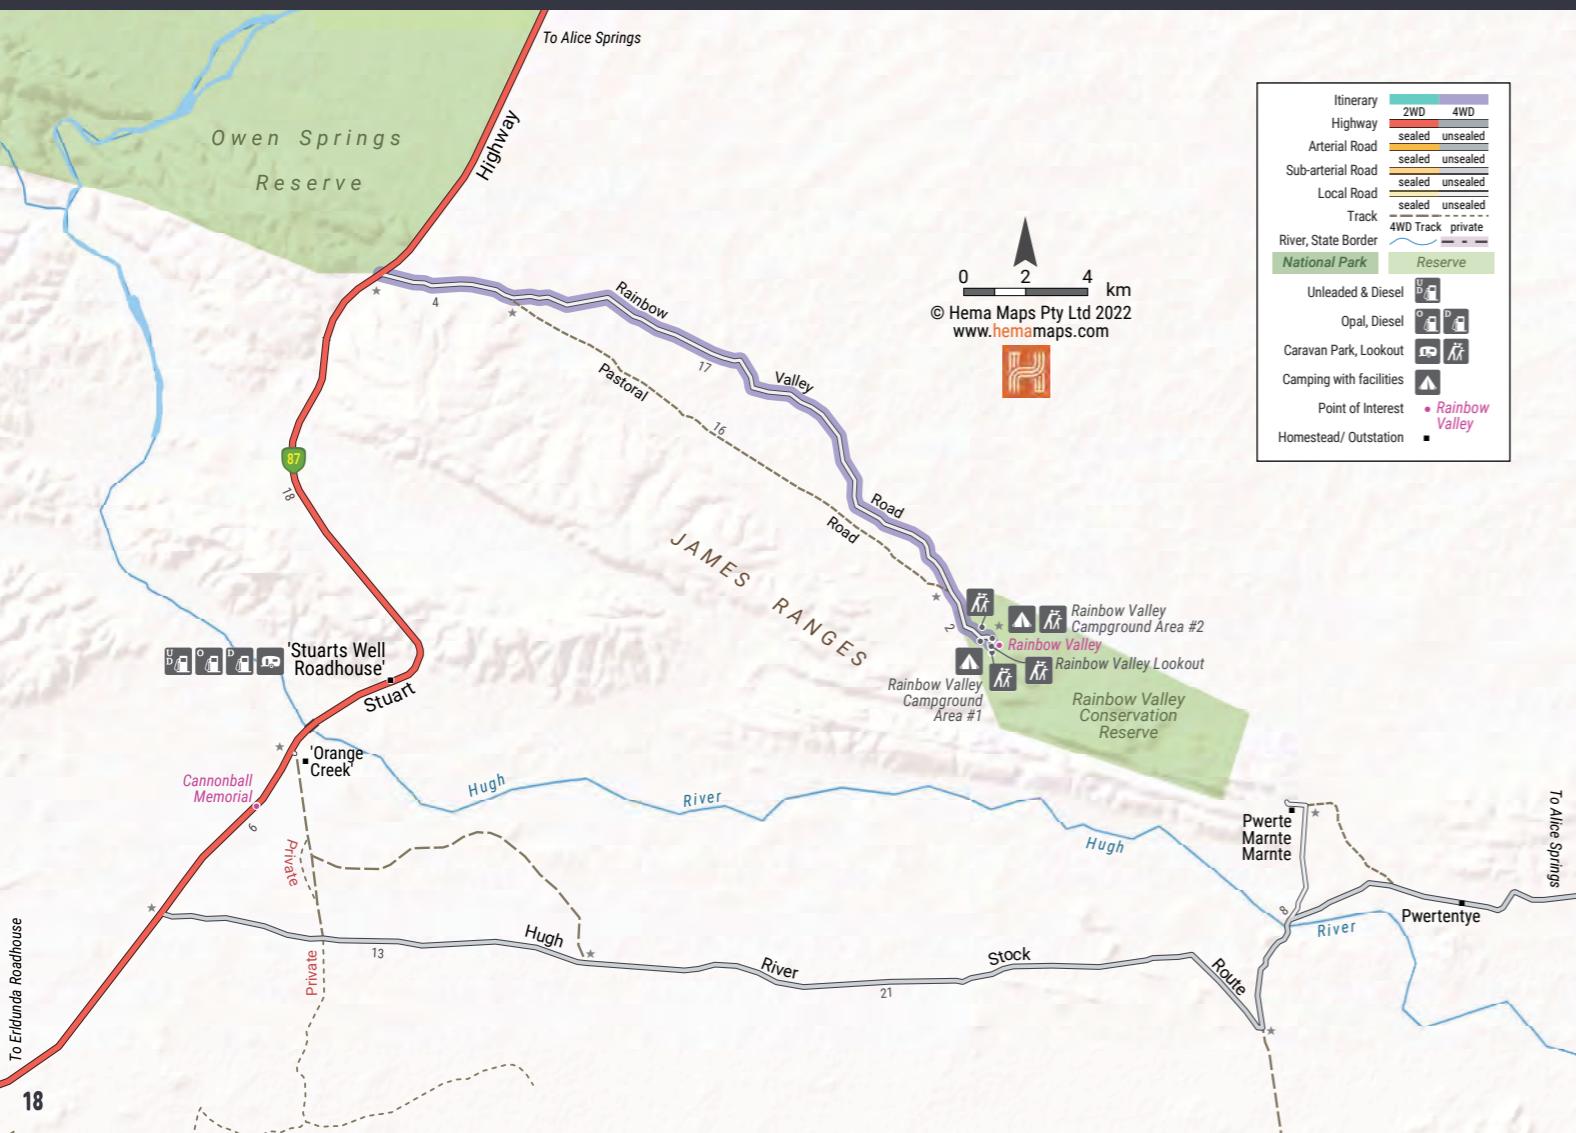 To Alice Springs
Highway
Owen Springs
Reserve
Itinerary
2WD
4WD
Highway
sealed
unsealed
Arterial Road
sealed
unsealed
Sub-arterial Road
sealed
unsealed
Local Road
sealed
unsealed
Track
4WD Track
private
River, State Border
National Park
Reserve
Unleaded & Diesel
U
D
Opal, Diesel
O
D
Caravan Park, Lookout
Camping with facilities
Point of Interest
Rainbow
Valley
Homestead/ Outstation
0
2
4
km
© Hema Maps Pty Ltd 2022
www.hemamaps.com
4
Rainbow
17
Valley
Pastoral
16
Road
Road
87
18
JAMES RANGES
2
Rainbow Valley
Campground Area #2
Rainbow Valley
Rainbow Valley Lookout
Rainbow Valley
Campground
Area #1
Rainbow Valley
Conservation
Reserve
U
D
O
D
'Stuarts Well
Roadhouse'
Stuart
'Orange
Creek'
Cannonball
Memorial
6
Hugh
River
Hugh
River
Private
Private
Pwerte
Marnte
Marnte
8
Pwertentye
To Alice Springs
13
Hugh
River
21
Stock
Route
To Erldunda Roadhouse
18